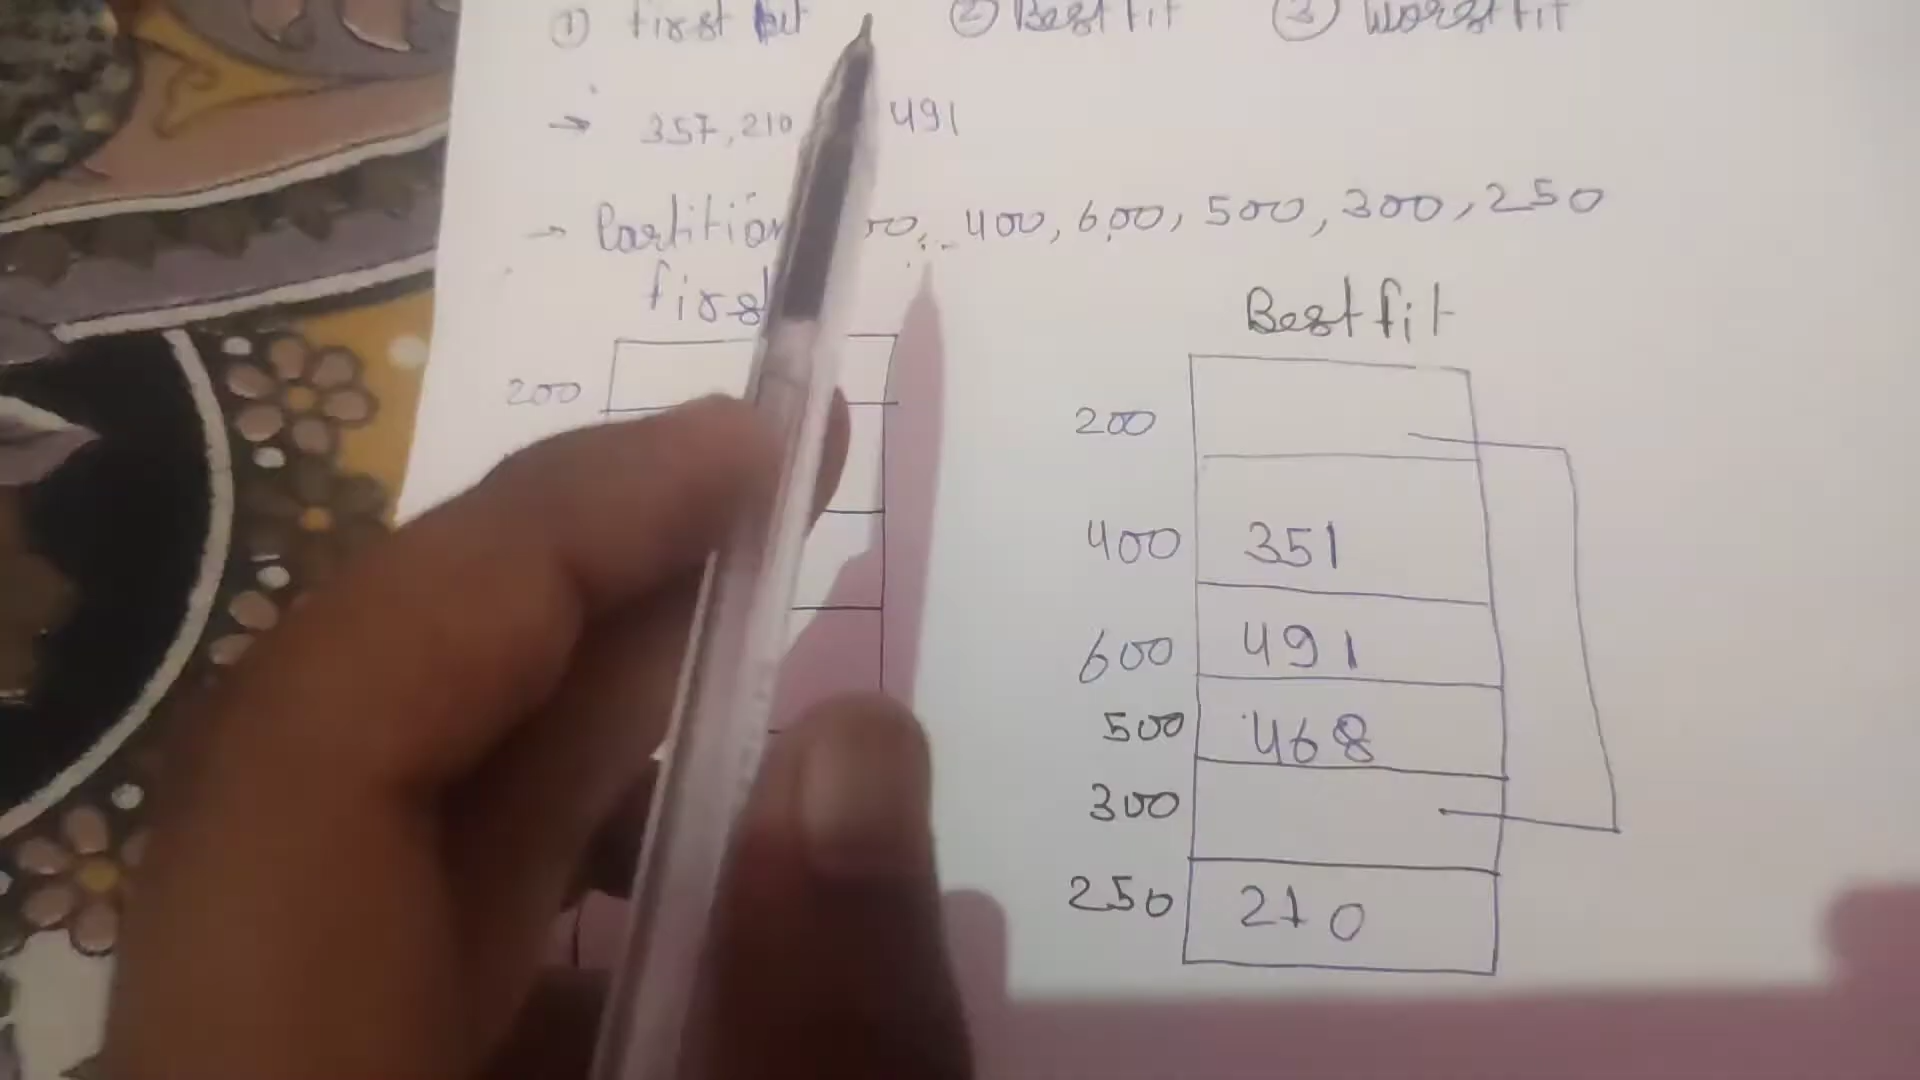 ① first fit ② Best fit ③ Worst fit
→ 357, 210 491
→ Partition 400, 600, 500, 300, 250
first
200
Best fit
200
400 351
600 491
500 468
300
250 210